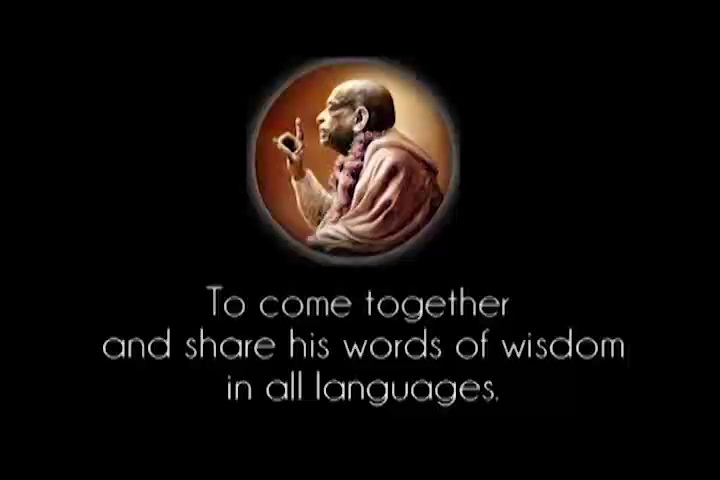 To come together
and share his words of wisdom
in all languages.